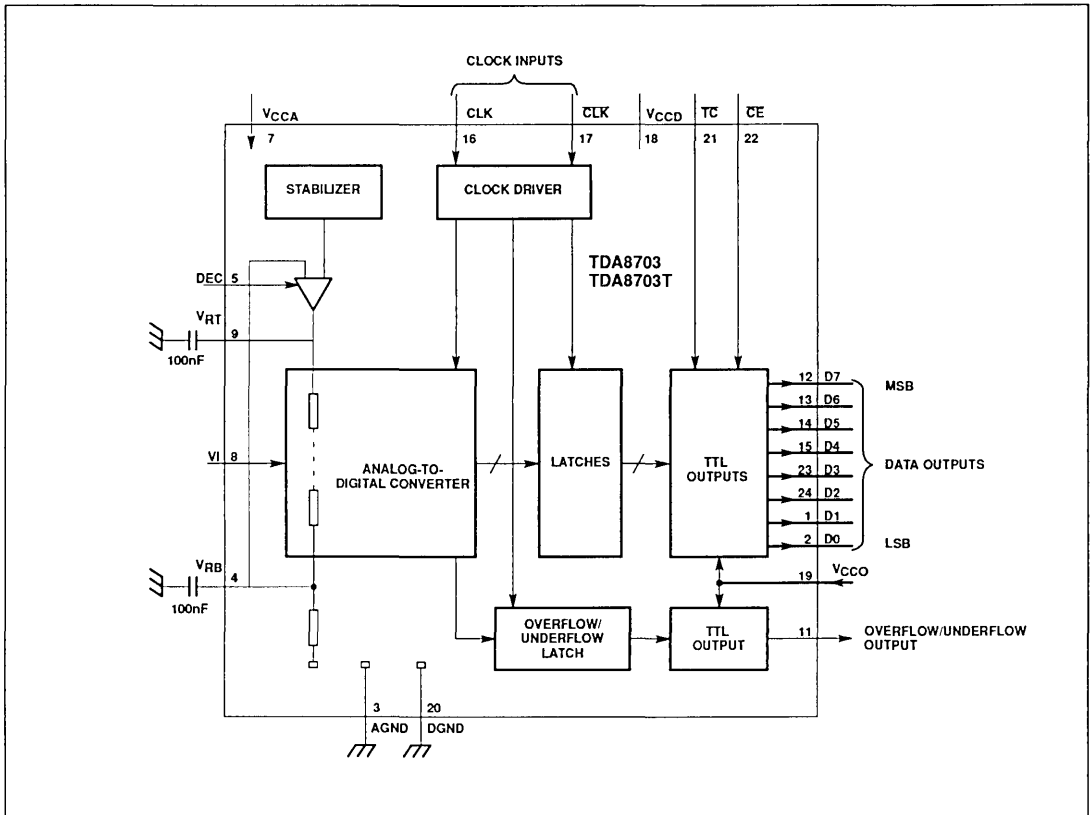 CLOCK INPUTS
VCCA
CLK
C̅L̅K̅
VCCD
T̅C̅
C̅E̅
7
16
17
18
21
22
STABILIZER
CLOCK DRIVER
TDA8703
TDA8703T
DEC 5
VRT
9
100nF
VI 8
ANALOG-TO-
DIGITAL CONVERTER
LATCHES
TTL
OUTPUTS
12 D7
MSB
13 D6
14 D5
15 D4
23 D3
24 D2
1 D1
2 D0
LSB
DATA OUTPUTS
VRB
4
100nF
19
VCCO
OVERFLOW/
UNDERFLOW
LATCH
TTL
OUTPUT
11
OVERFLOW/UNDERFLOW
OUTPUT
3
20
AGND
DGND